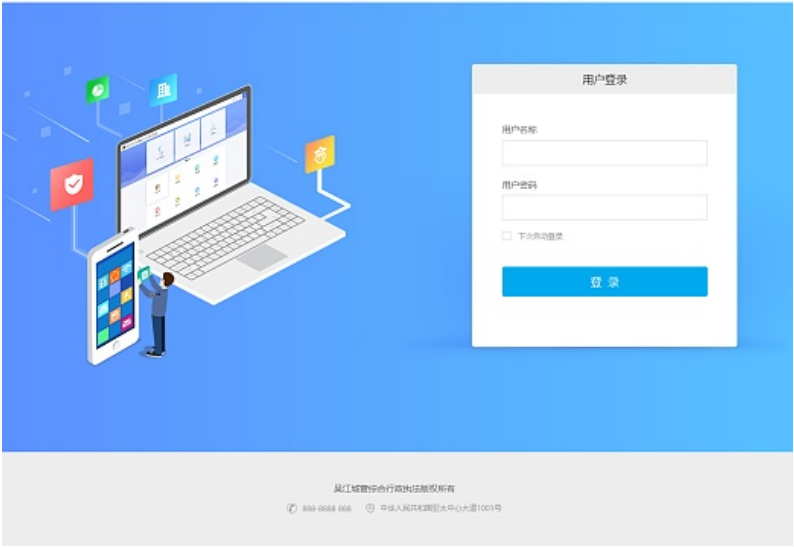 用户登录
用户名称:
用户密码:
下次自动登录
登 录
吴江城管综合行政执法版权所有
888-8888 888 中华人民共和国亚太中心大道1001号